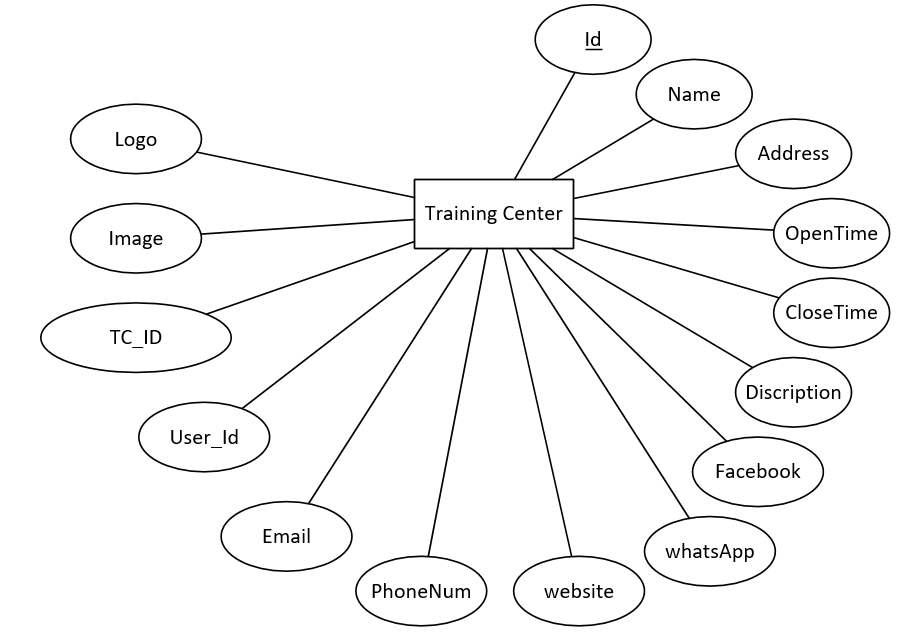 Id
Name
Logo
Address
Training Center
OpenTime
Image
CloseTime
TC_ID
Discription
User_Id
Facebook
Email
whatsApp
PhoneNum
website